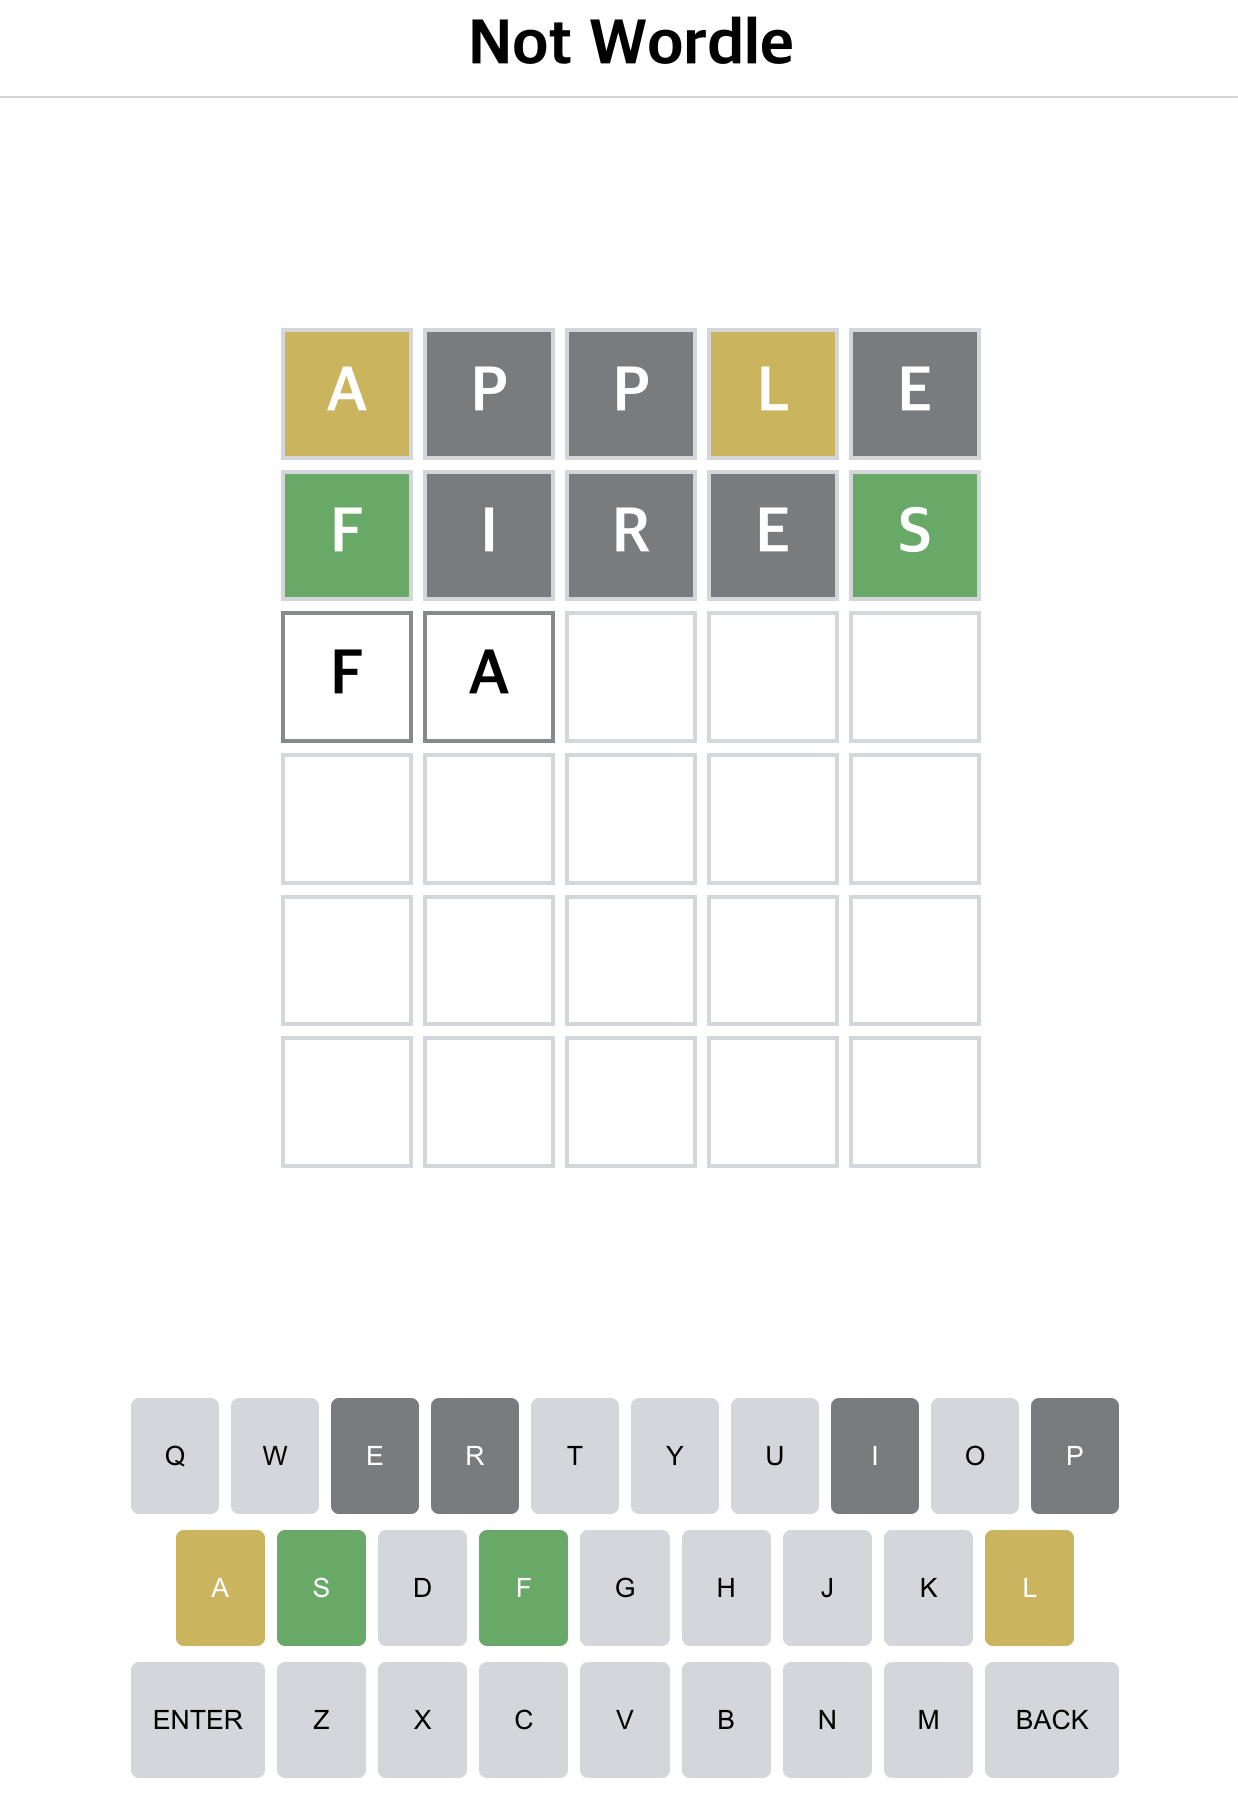 Not Wordle
A P P L E
F I R E S
F A
Q W E R T Y U I O P
A S D F G H J K L
ENTER Z X C V B N M BACK